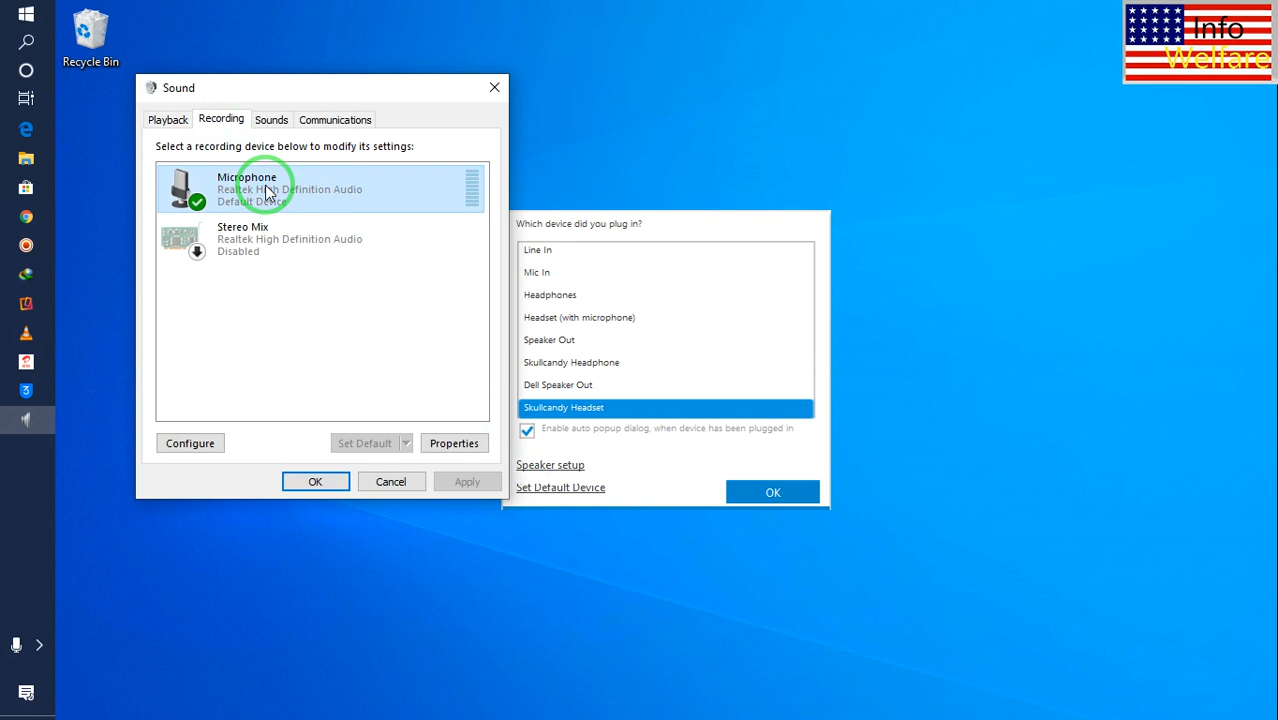 Info
Welfare
Recycle Bin
Sound
Playback
Recording
Sounds
Communications
Select a recording device below to modify its settings:
Microphone
Realtek High Definition Audio
Default Device
Stereo Mix
Realtek High Definition Audio
Disabled
Configure
Set Default
Properties
OK
Cancel
Apply
Which device did you plug in?
Line In
Mic In
Headphones
Headset (with microphone)
Speaker Out
Skullcandy Headphone
Dell Speaker Out
Skullcandy Headset
Enable auto popup dialog, when device has been plugged in
Speaker setup
Set Default Device
OK
3